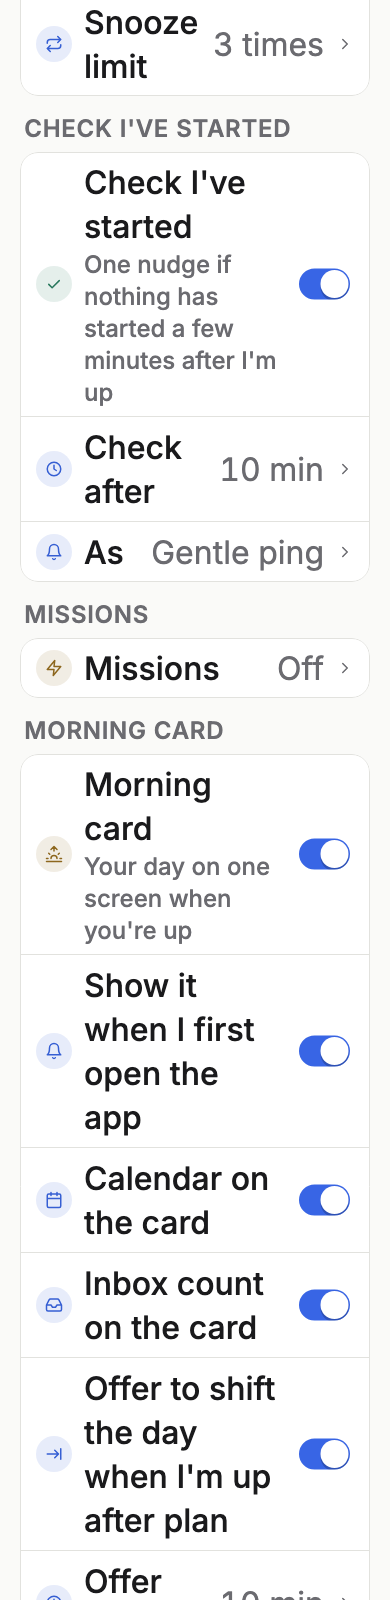 Snooze
limit
3 times
CHECK I'VE STARTED
Check I've
started
One nudge if
nothing has
started a few
minutes after I'm
up
Check
after
10 min
As
Gentle ping
MISSIONS
Missions
Off
MORNING CARD
Morning
card
Your day on one
screen when
you're up
Show it
when I first
open the
app
Calendar on
the card
Inbox count
on the card
Offer to shift
the day
when I'm up
after plan
Offer
10 min